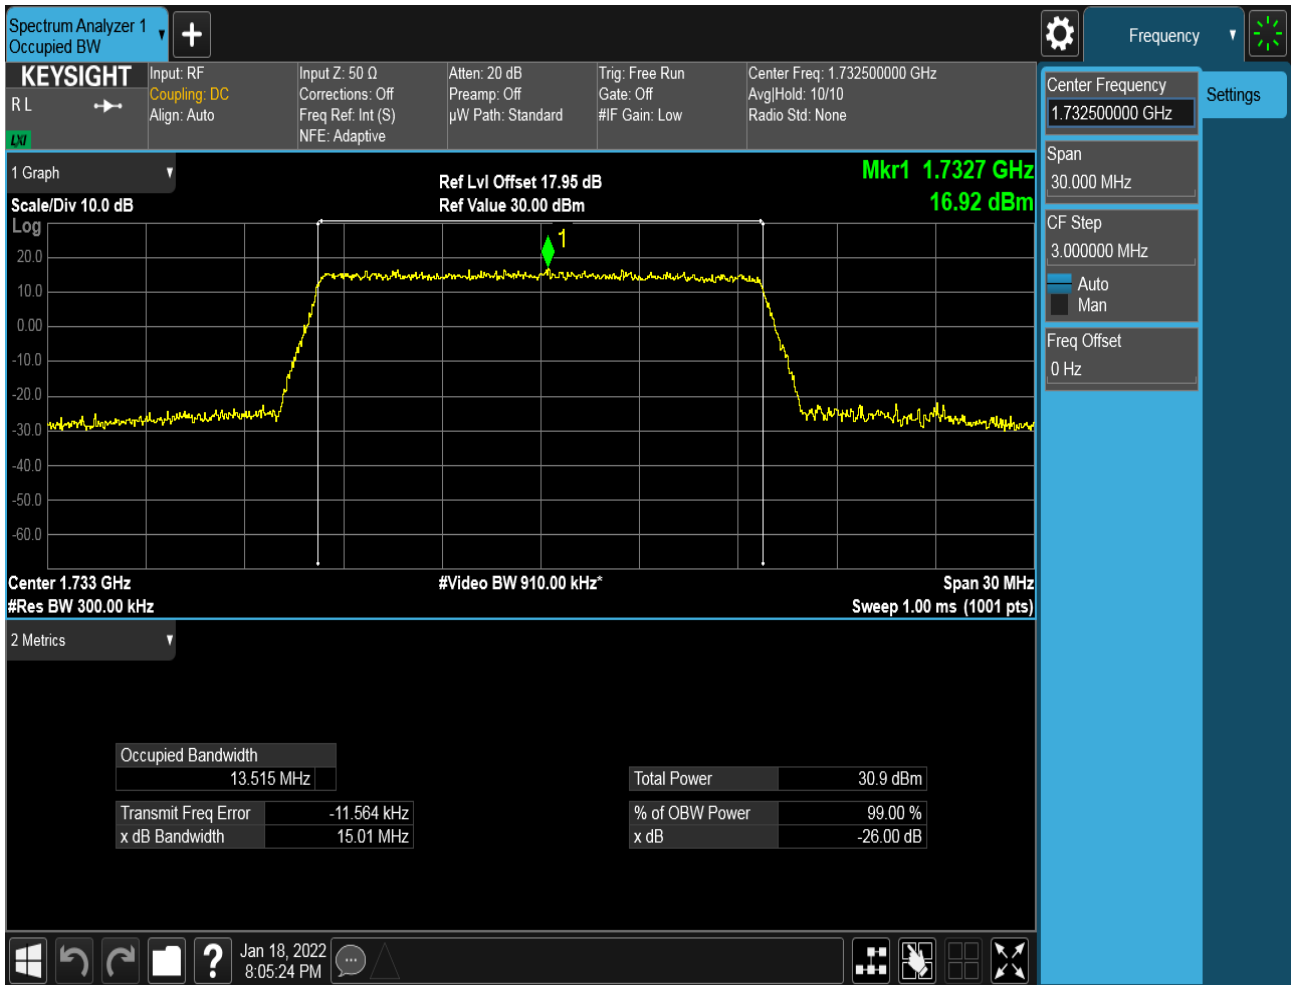 Spectrum Analyzer 1
Occupied BW
Frequency
KEYSIGHT
R L
LXI
Input: RF
Coupling: DC
Align: Auto
Input Z: 50 Ω
Corrections: Off
Freq Ref: Int (S)
NFE: Adaptive
Atten: 20 dB
Preamp: Off
µW Path: Standard
Trig: Free Run
Gate: Off
#IF Gain: Low
Center Freq: 1.732500000 GHz
Avg|Hold: 10/10
Radio Std: None
Center Frequency
1.732500000 GHz
Settings
Span
30.000 MHz
CF Step
3.000000 MHz
Auto
Man
Freq Offset
0 Hz
1 Graph
Scale/Div 10.0 dB
Ref Lvl Offset 17.95 dB
Ref Value 30.00 dBm
Mkr1 1.7327 GHz
16.92 dBm
Log
1
20.0
10.0
0.00
-10.0
-20.0
-30.0
-40.0
-50.0
-60.0
Center 1.733 GHz
#Video BW 910.00 kHz*
Span 30 MHz
#Res BW 300.00 kHz
Sweep 1.00 ms (1001 pts)
2 Metrics
Occupied Bandwidth
13.515 MHz
Total Power 30.9 dBm
Transmit Freq Error -11.564 kHz
% of OBW Power 99.00 %
x dB Bandwidth 15.01 MHz
x dB -26.00 dB
?
Jan 18, 2022
8:05:24 PM